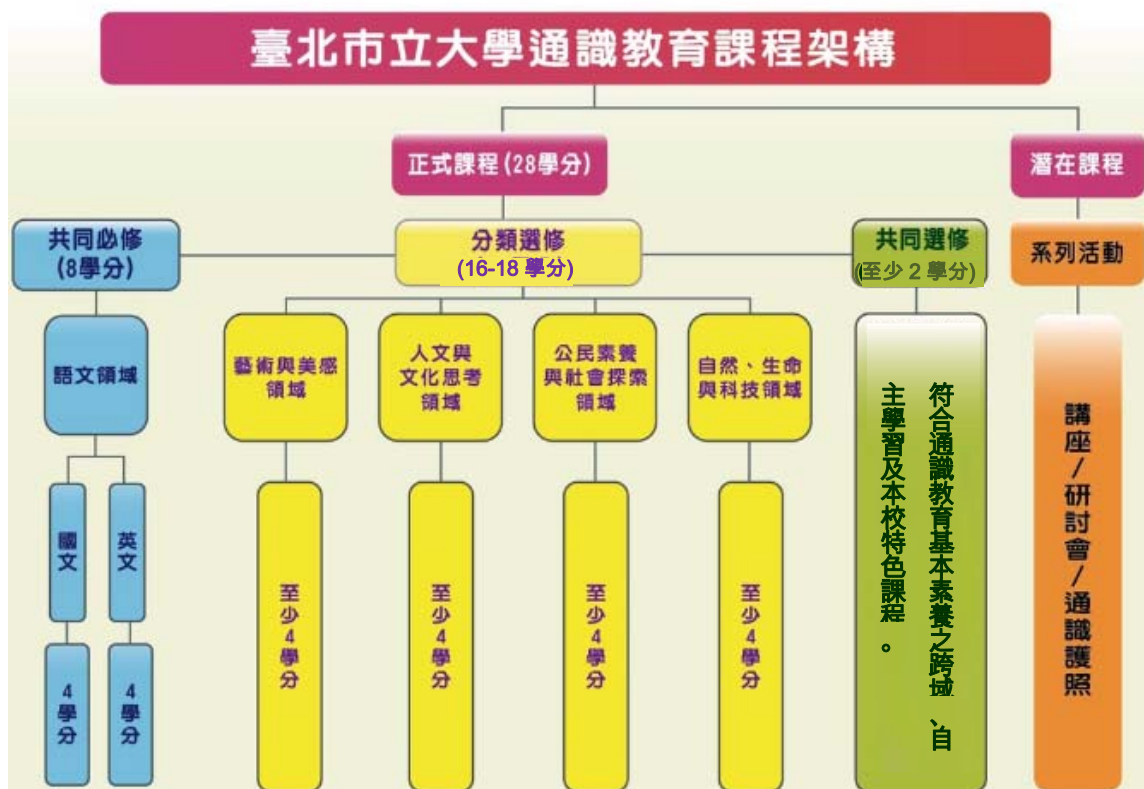 臺北市立大學通識教育課程架構
正式課程(28學分)
潛在課程
共同必修
(8學分)
分類選修
(16-18 學分)
共同選修
(至少 2 學分)
系列活動
語文領域
藝術與美感
領域
人文與
文化思考
領域
公民素養
與社會探索
領域
自然、生命
與科技領域
符合通識教育基本素養之跨域、自
主學習及本校特色課程。
講座/研討會/通識護照
國文
英文
至少4學分
至少4學分
至少4學分
至少4學分
4學分
4學分